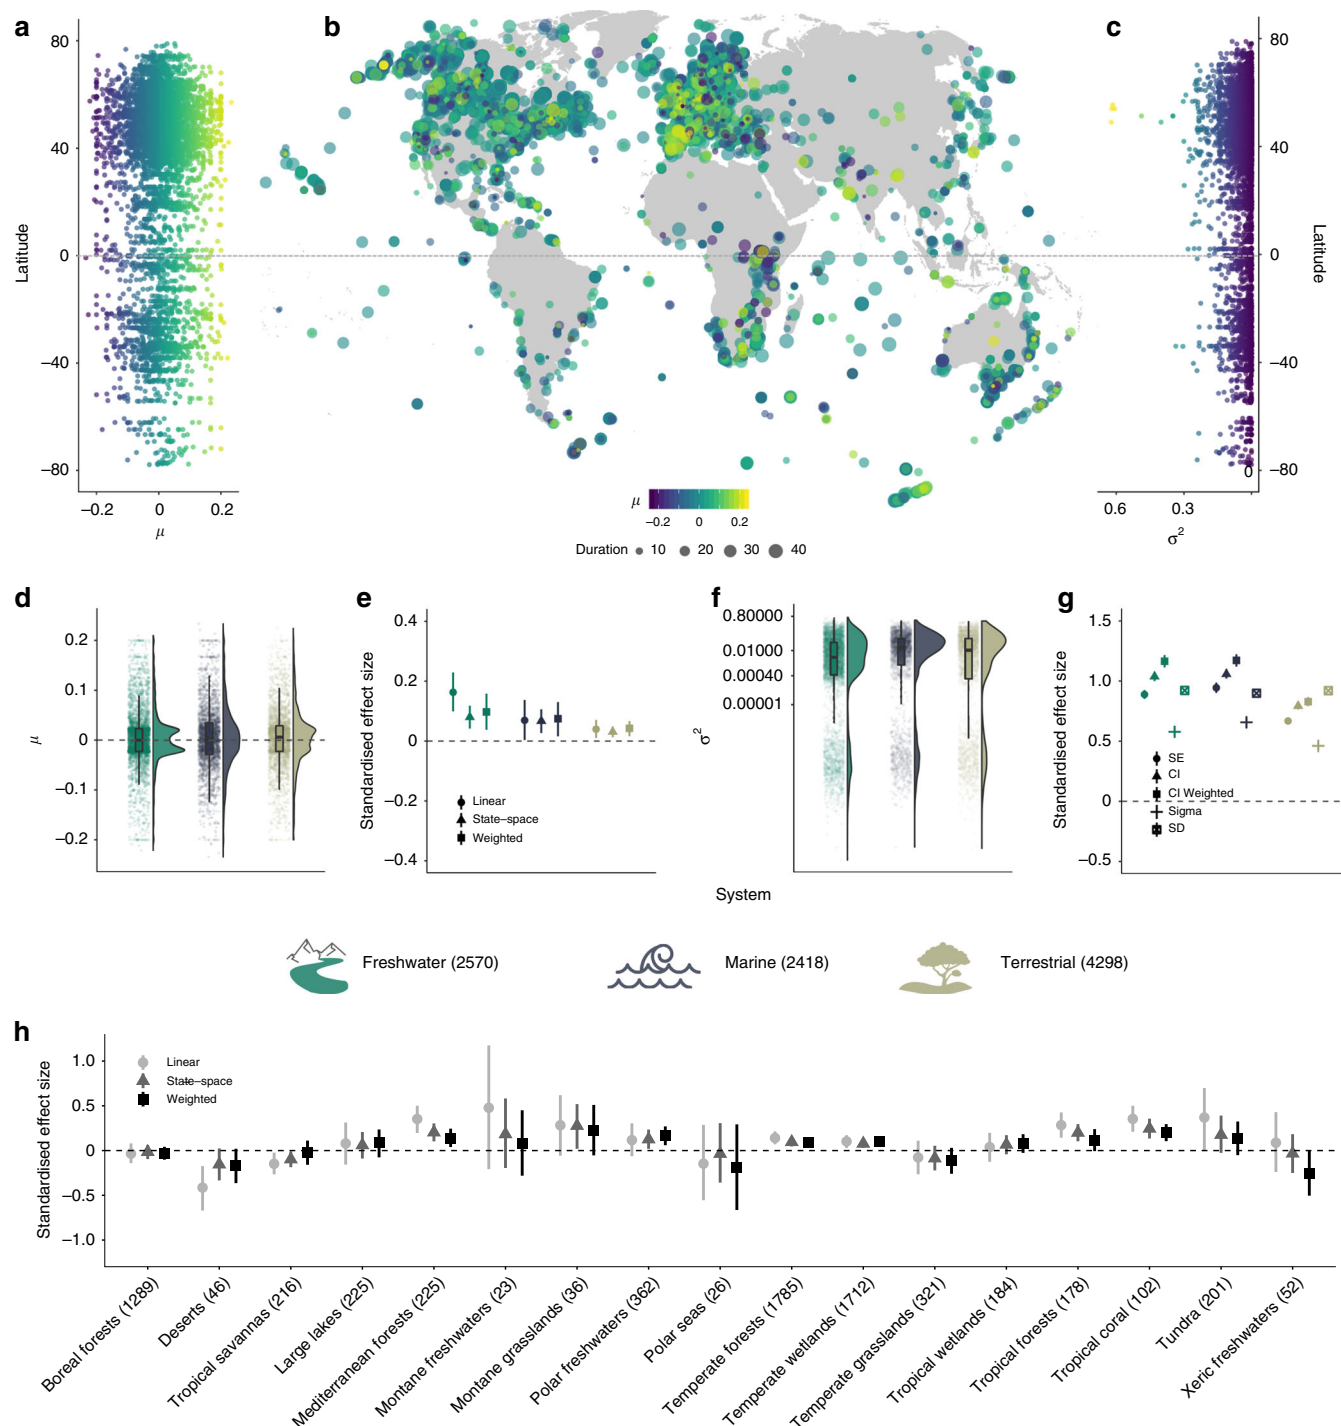 a
80
40
0
−40
−80
Latitude
−0.2
0
0.2
μ
b
μ
−0.2
0
0.2
Duration
10
20
30
40
c
80
40
0
−40
−80
Latitude
0
0.6
0.3
σ2
d
μ
0.2
0.1
0
−0.1
−0.2
e
Standardised effect size
0.4
0.2
0
−0.2
−0.4
Linear
State−space
Weighted
f
σ2
0.80000
0.01000
0.00040
0.00001
g
Standardised effect size
1.5
1.0
0.5
0
−0.5
SE
CI
CI Weighted
Sigma
SD
System
Freshwater (2570)
Marine (2418)
Terrestrial (4298)
h
Standardised effect size
1.0
0.5
0
−0.5
−1.0
Linear
State−space
Weighted
Boreal forests (1289)
Deserts (46)
Tropical savannas (216)
Large lakes (225)
Mediterranean forests (225)
Montane freshwaters (23)
Montane grasslands (36)
Polar freshwaters (362)
Polar seas (26)
Temperate forests (1785)
Temperate wetlands (1712)
Temperate grasslands (321)
Tropical wetlands (184)
Tropical forests (178)
Tropical coral (102)
Tundra (201)
Xeric freshwaters (52)